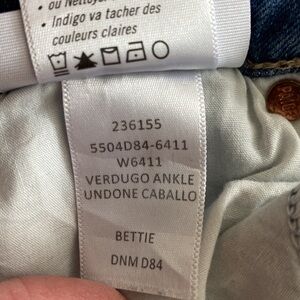 • ou Nettoyer
• Indigo va tacher des
couleurs claires
236155
5504D84-6411
W6411
VERDUGO ANKLE
UNDONE CABALLO
BETTIE
DNM D84